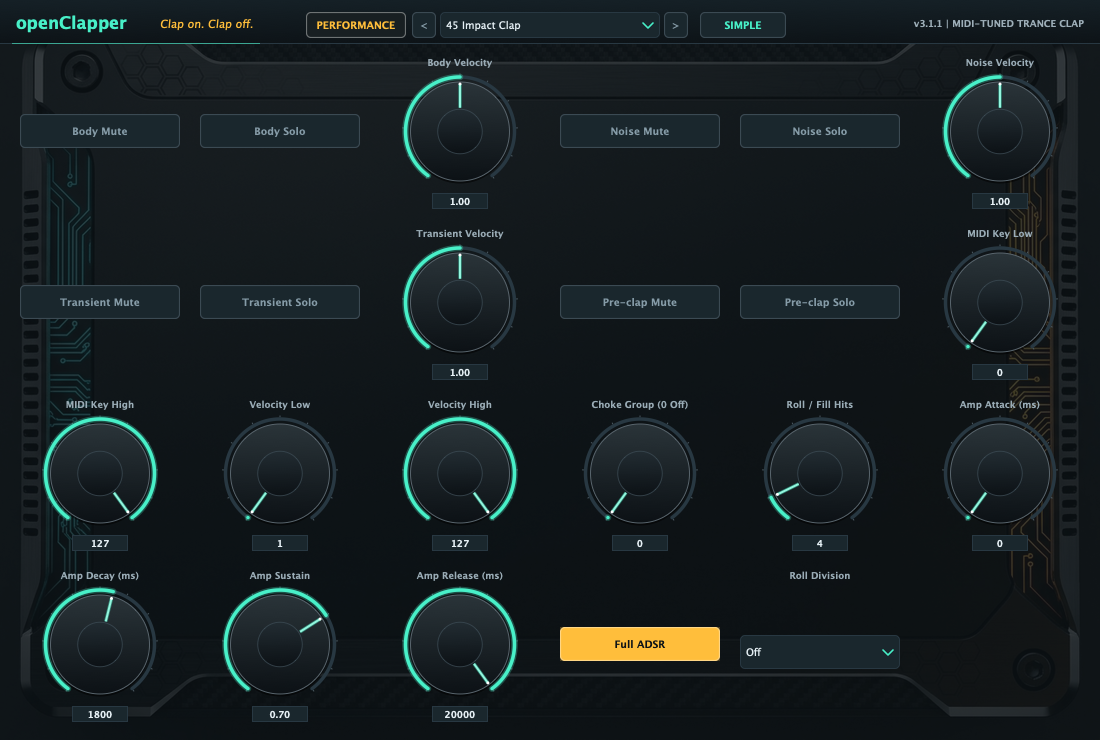 openClapper
Clap on. Clap off.
PERFORMANCE
<
45 Impact Clap
>
SIMPLE
v3.1.1 | MIDI-TUNED TRANCE CLAP
Body Velocity
Noise Velocity
Body Mute
Body Solo
Noise Mute
Noise Solo
1.00
1.00
Transient Velocity
MIDI Key Low
Transient Mute
Transient Solo
Pre-clap Mute
Pre-clap Solo
1.00
0
MIDI Key High
Velocity Low
Velocity High
Choke Group (0 Off)
Roll / Fill Hits
Amp Attack (ms)
127
1
127
0
4
0
Amp Decay (ms)
Amp Sustain
Amp Release (ms)
Roll Division
Full ADSR
Off
1800
0.70
20000